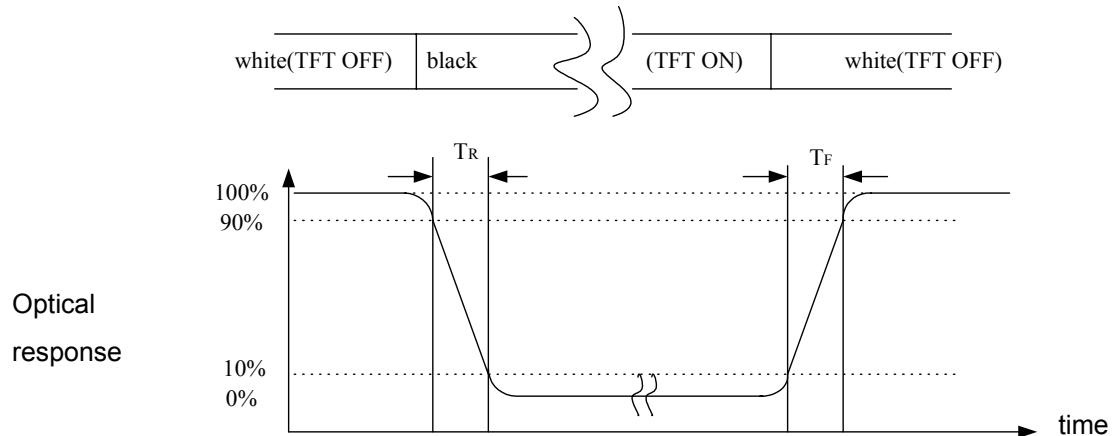 white(TFT OFF) black (TFT ON) white(TFT OFF)
TR TF
100%
90%
Optical
response
10%
0%
time